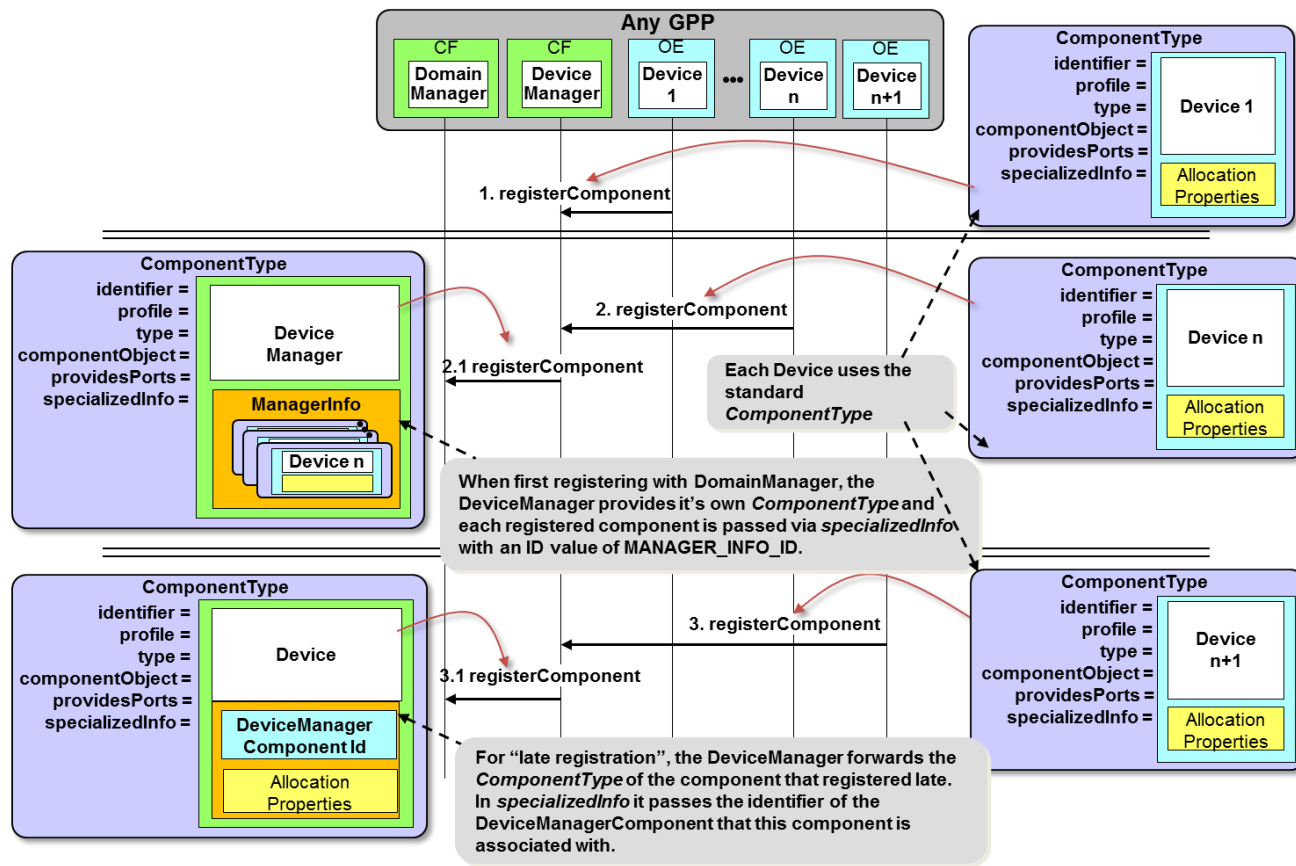 Any GPP
CF
Domain
Manager
CF
Device
Manager
OE
Device
1
•••
OE
Device
n
OE
Device
n+1
ComponentType
identifier =
profile =
type =
componentObject =
providesPorts =
specializedInfo =
Device 1
Allocation
Properties
1. registerComponent
ComponentType
identifier =
profile =
type =
componentObject =
providesPorts =
specializedInfo =
Device
Manager
ManagerInfo
Device n
2. registerComponent
2.1 registerComponent
ComponentType
identifier =
profile =
type =
componentObject =
providesPorts =
specializedInfo =
Device n
Allocation
Properties
Each Device uses the
standard
ComponentType
When first registering with DomainManager, the
DeviceManager provides it's own ComponentType and
each registered component is passed via specializedInfo
with an ID value of MANAGER_INFO_ID.
ComponentType
identifier =
profile =
type =
componentObject =
providesPorts =
specializedInfo =
Device
DeviceManager
Component Id
Allocation
Properties
3. registerComponent
3.1 registerComponent
ComponentType
identifier =
profile =
type =
componentObject =
providesPorts =
specializedInfo =
Device
n+1
Allocation
Properties
For “late registration”, the DeviceManager forwards the
ComponentType of the component that registered late.
In specializedInfo it passes the identifier of the
DeviceManagerComponent that this component is
associated with.